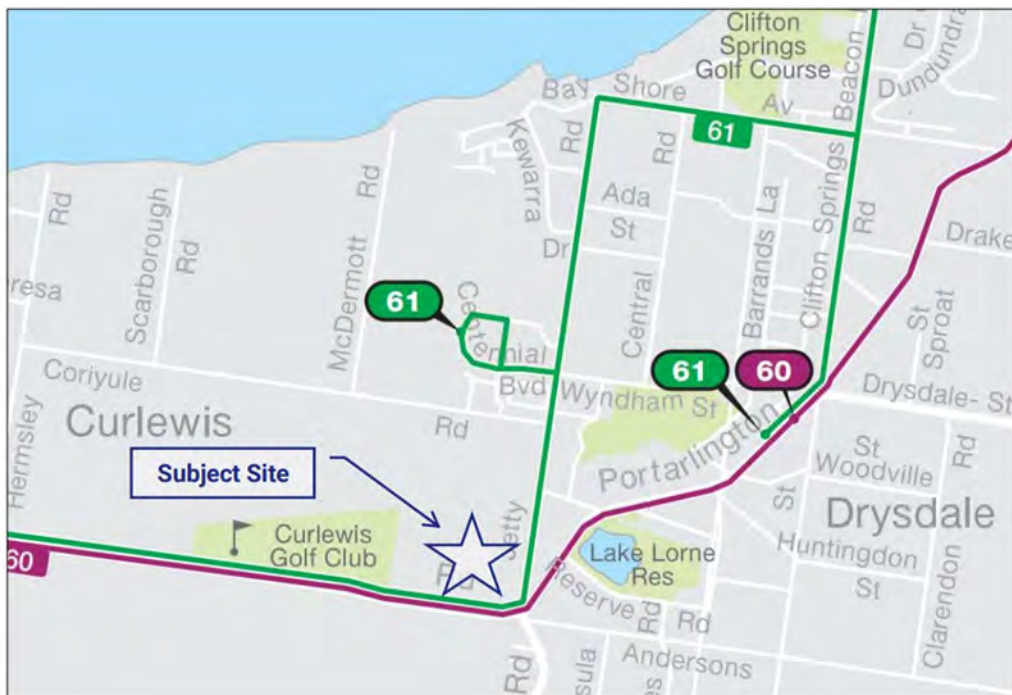 Clifton
Springs
Golf Course
Beacon
Dr
Dundundra
Bay Shore Av
61
Kewarra
Dr
Rd
Rd
Ada
St
Central
Barrands La
Clifton Springs
Rd
Drake
Rd
Scarborough
Rd
McDermott
Rd
eresa
61
Centennial
Bvd
Wyndham St
61
60
St
Sproat
Drysdale- St
Coriyule
Rd
Curlewis
Hermsley
Portarlington
St
Woodville
Rd
Subject Site
Drysdale
St
Huntingdon
St
Clarendon
Curlewis
Golf Club
Jetty
Rd
60
Lake Lorne
Res
Reserve
Rd
Rd
Andersons
Rd
sula
es